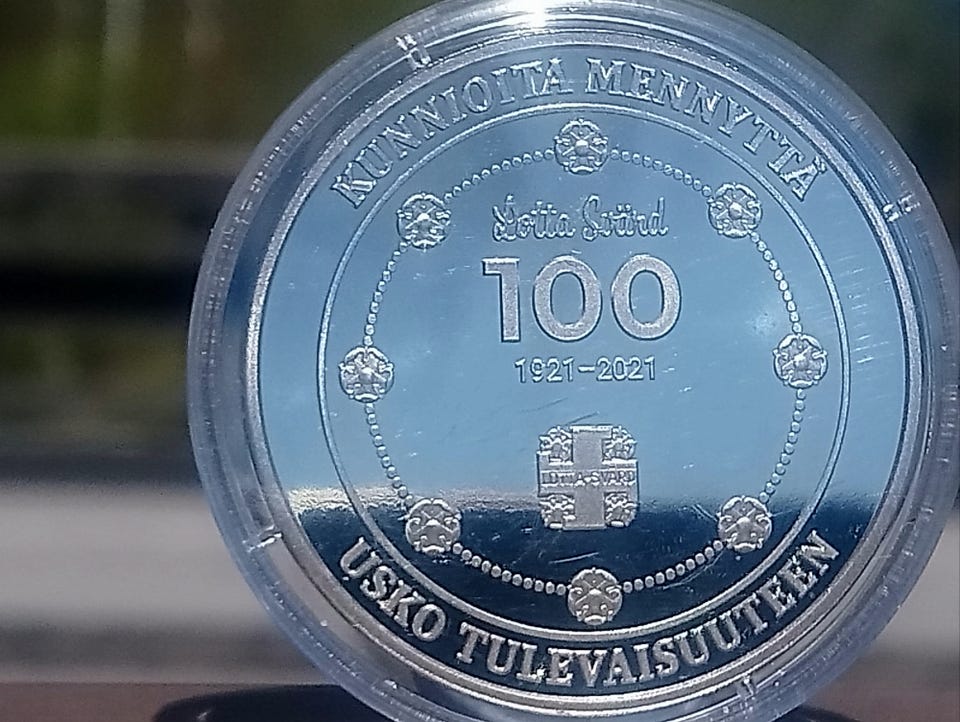 KUNNIOITA MENNYTTÄ
Lotta Svärd
100
1921-2021
LOTTA-SVÄRD
USKO TULEVAISUUTEEN